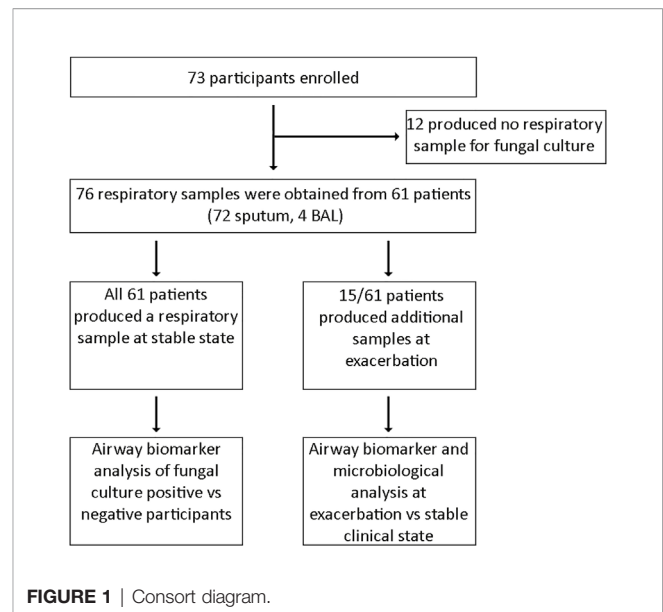 73 participants enrolled
12 produced no respiratory
sample for fungal culture
76 respiratory samples were obtained from 61 patients
(72 sputum, 4 BAL)
All 61 patients
produced a respiratory
sample at stable state
15/61 patients
produced additional
samples at
exacerbation
Airway biomarker
analysis of fungal
culture positive vs
negative participants
Airway biomarker and
microbiological
analysis at
exacerbation vs stable
clinical state
FIGURE 1 | Consort diagram.